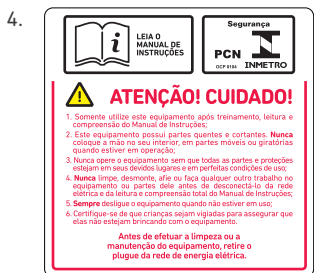 4.
LEIA O
MANUAL DE
INSTRUÇÕES
Segurança
PCN
OCP 0104
INMETRO
ATENÇÃO! CUIDADO!
1. Somente utilize este equipamento após treinamento, leitura e
compreensão do Manual de Instruções;
2. Este equipamento possui partes quentes e cortantes. Nunca
coloque a mão no seu interior, em partes móveis ou giratórias
quando estiver em operação;
3. Nunca opere o equipamento sem que todas as partes e proteções
estejam em seus devidos lugares e em perfeitas condições de uso;
4. Nunca limpe, desmonte, afie ou faça qualquer outro trabalho no
equipamento ou partes dele antes de desconectá-lo da rede
elétrica e da leitura e compreensão total do Manual de Instruções;
5. Sempre desligue o equipamento quando não estiver em uso;
6. Certifique-se de que crianças sejam vigiadas para assegurar que
elas não estejam brincando com o equipamento.
Antes de efetuar a limpeza ou a
manutenção do equipamento, retire o
plugue da rede de energia elétrica.